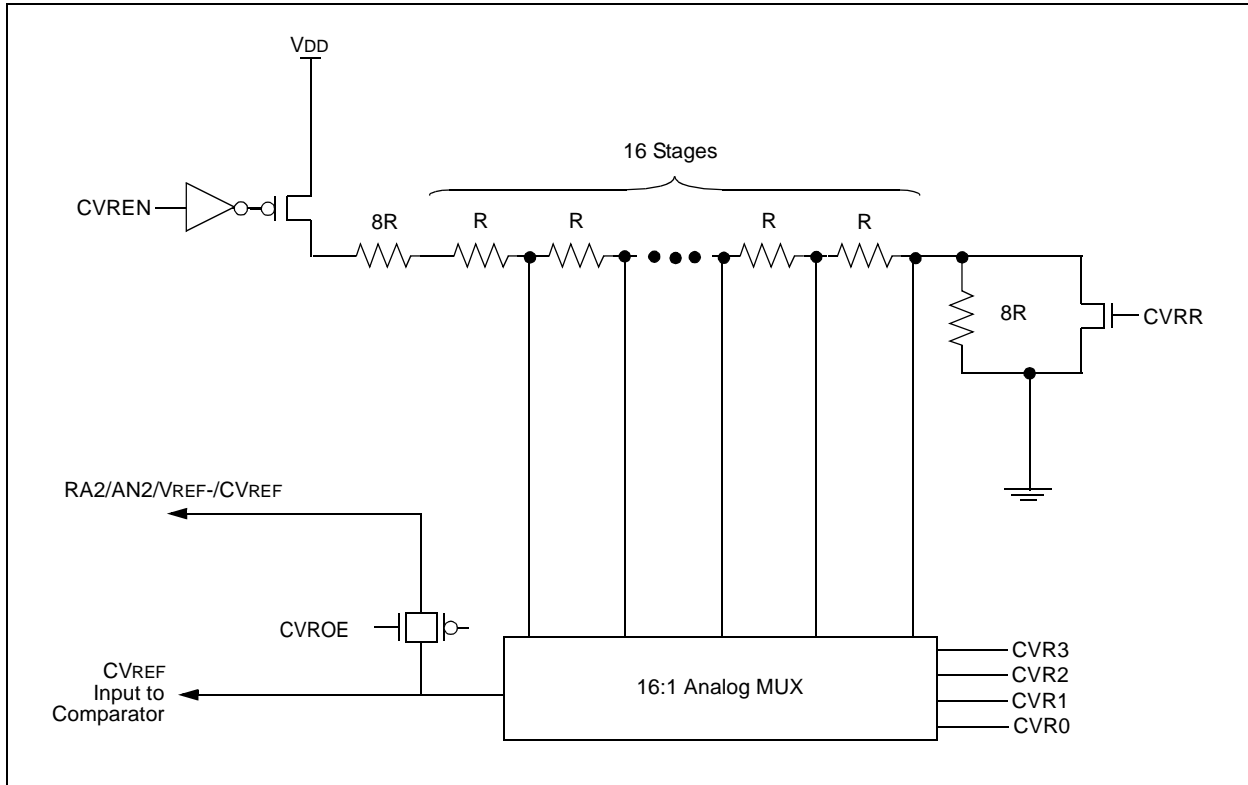 VDD
16 Stages
CVREN
8R
R
R
R
R
8R
CVRR
RA2/AN2/VREF-/CVREF
CVROE
CVREF
Input to
Comparator
16:1 Analog MUX
CVR3
CVR2
CVR1
CVR0